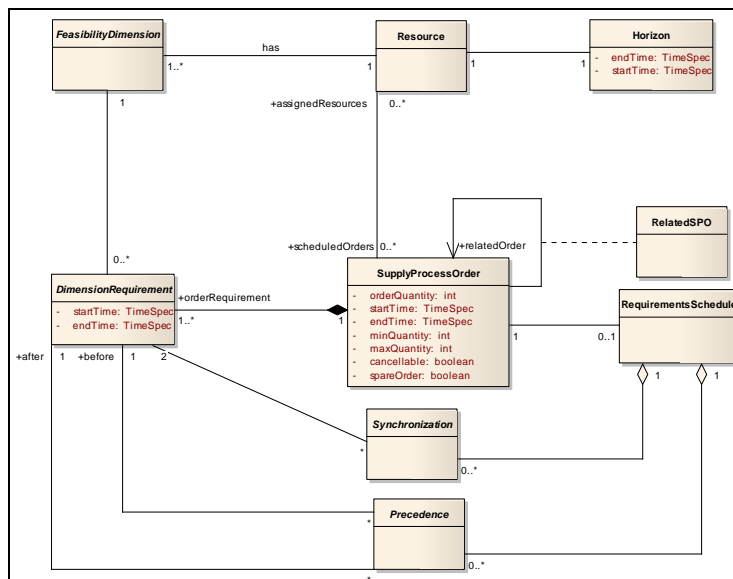 FeasibilityDimension
has
1..*
1
Resource
1
1
Horizon
- endTime: TimeSpec
- startTime: TimeSpec
1
+assignedResources
0..*
+scheduledOrders
0..*
+relatedOrder
RelatedSPO
0..*
DimensionRequirement
- startTime: TimeSpec
- endTime: TimeSpec
+orderRequirement
1..*
1
SupplyProcessOrder
- orderQuantity: int
- startTime: TimeSpec
- endTime: TimeSpec
- minQuantity: int
- maxQuantity: int
- cancellable: boolean
- spareOrder: boolean
1
0..1
RequirementsSchedule
+after
1
+before
1
2
1
1
Synchronization
*
0..*
Precedence
*
0..*
*